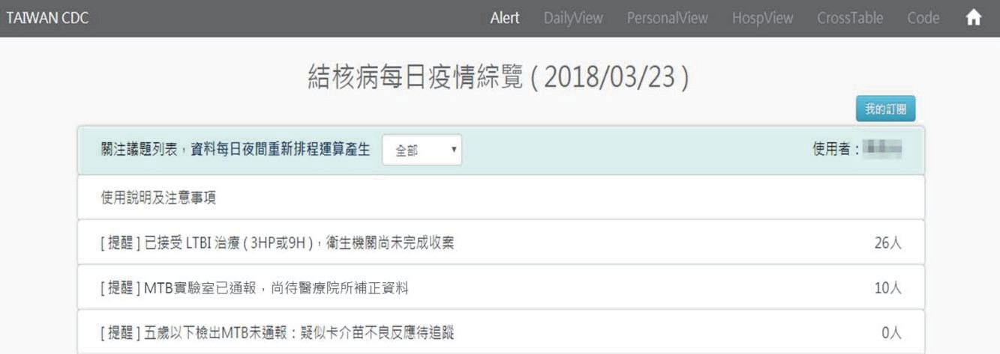 TAIWAN CDC Alert DailyView PersonalView HospView CrossTable Code
結核病每日疫情綜覽 ( 2018/03/23 )
我的訂閱
關注議題列表，資料每日夜間重新排程運算產生 全部 使用者：
使用說明及注意事項
[ 提醒 ] 已接受 LTBI 治療 ( 3HP或9H )，衛生機關尚未完成收案 26人
[ 提醒 ] MTB實驗室已通報，尚待醫療院所補正資料 10人
[ 提醒 ] 五歲以下檢出MTB未通報：疑似卡介苗不良反應待追蹤 0人